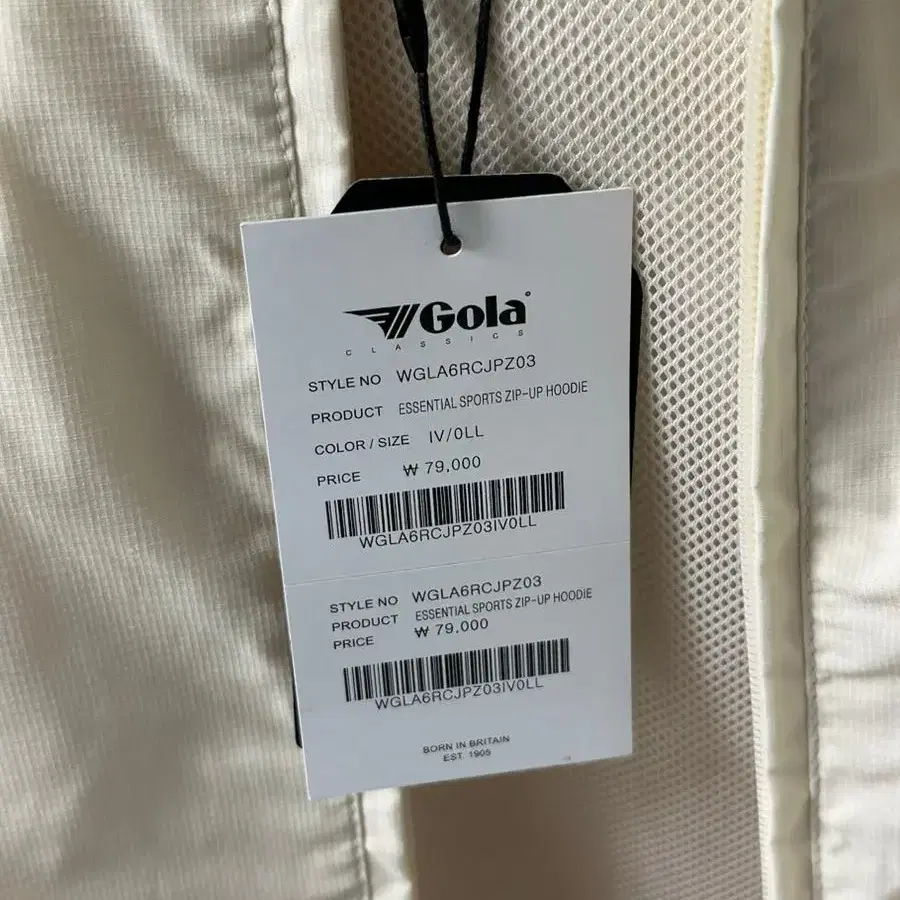 Gola
CLASSICS
STYLE NO WGLA6RCJPZ03
PRODUCT ESSENTIAL SPORTS ZIP-UP HOODIE
COLOR / SIZE IV/0LL
PRICE ₩ 79,000
WGLA6RCJPZ03IV0LL
STYLE NO WGLA6RCJPZ03
PRODUCT ESSENTIAL SPORTS ZIP-UP HOODIE
PRICE ₩ 79,000
WGLA6RCJPZ03IV0LL
BORN IN BRITAIN
EST. 1905